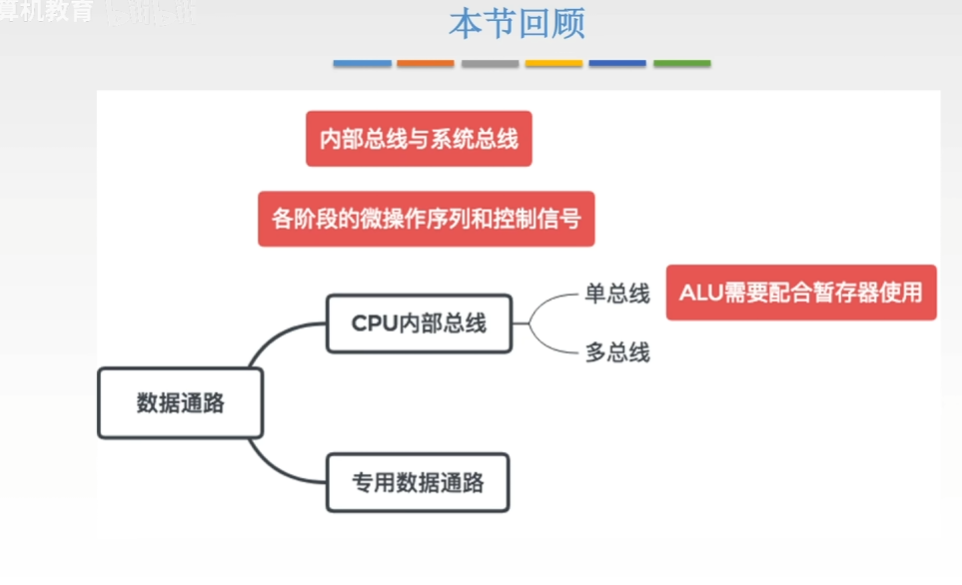 算机教育 bilibili
本节回顾
内部总线与系统总线
各阶段的微操作序列和控制信号
单总线
ALU需要配合暂存器使用
CPU内部总线
多总线
数据通路
专用数据通路